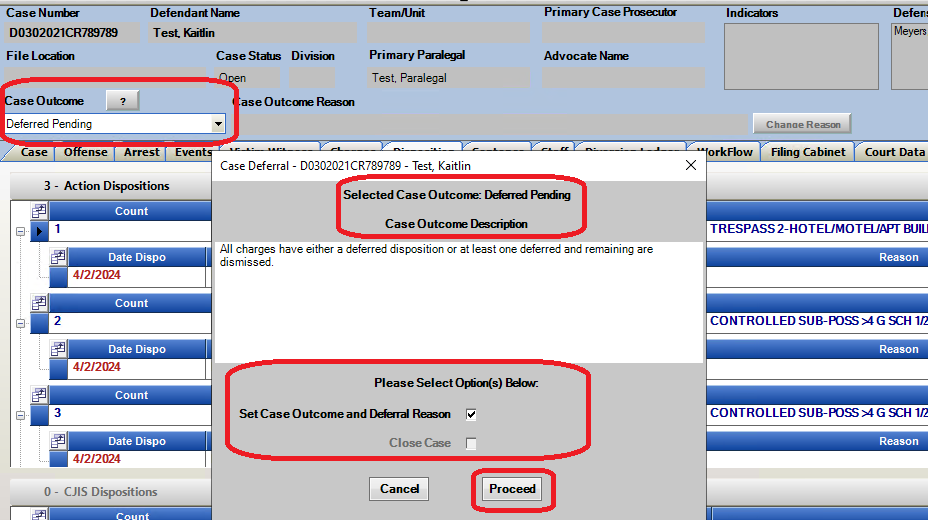 Case Number Defendant Name Team/Unit Primary Case Prosecutor Indicators Defens
D0302021CR789789 Test, Kaitlin Meyers
File Location Case Status Division Primary Paralegal Advocate Name
Open Test, Paralegal
Case Outcome ? Case Outcome Reason
Deferred Pending Change Reason
Case Offense Arrest Events WorkFlow Filing Cabinet Court Data
Case Deferral - D0302021CR789789 - Test, Kaitlin
3 - Action Dispositions
Selected Case Outcome: Deferred Pending
Count
Case Outcome Description
1 TRESPASS 2-HOTEL/MOTEL/APT BUIL
All charges have either a deferred disposition or at least one deferred and remaining are
dismissed.
Date Dispo Reason
4/2/2024
Count
2 CONTROLLED SUB-POSS >4 G SCH 1/2
Date Dispo Reason
4/2/2024
Please Select Option(s) Below:
Count
3 CONTROLLED SUB-POSS >4 G SCH 1/2
Set Case Outcome and Deferral Reason
Date Dispo Reason
Close Case
4/2/2024
0 - CJIS Dispositions
Cancel Proceed
Count